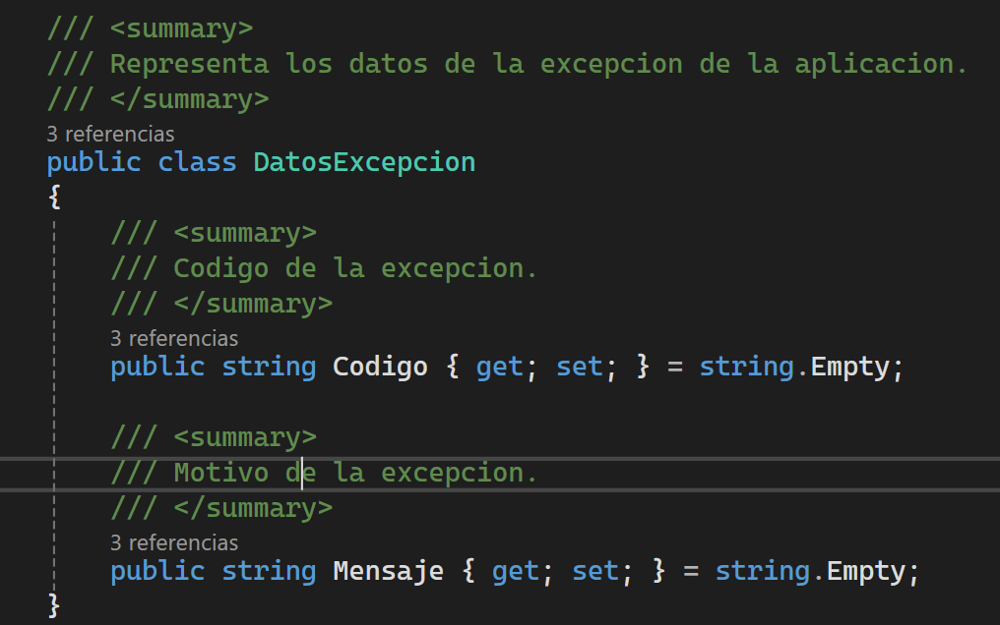 /// <summary>
/// Representa los datos de la excepcion de la aplicacion.
/// </summary>
3 referencias
public class DatosExcepcion
{
/// <summary>
/// Codigo de la excepcion.
/// </summary>
3 referencias
public string Codigo { get; set; } = string.Empty;
/// <summary>
/// Motivo de la excepcion.
/// </summary>
3 referencias
public string Mensaje { get; set; } = string.Empty;
}